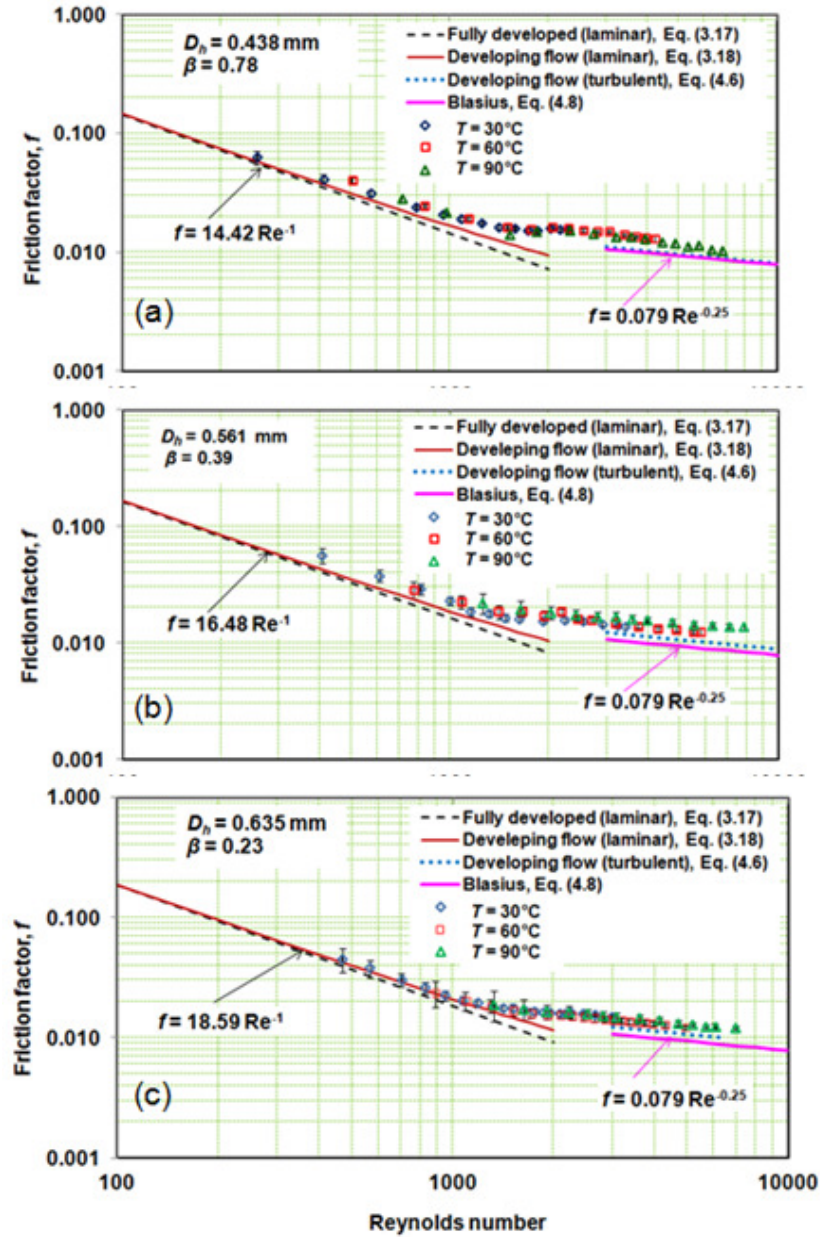 1.000
0.100
0.010
0.001
Friction factor, f
D_h = 0.438 mm
β = 0.78
Fully developed (laminar), Eq. (3.17)
Developing flow (laminar), Eq. (3.18)
Developing flow (turbulent), Eq. (4.6)
Blasius, Eq. (4.8)
T = 30°C
T = 60°C
T = 90°C
f = 14.42 Re⁻¹
f = 0.079 Re⁻⁰·²⁵
(a)
1.000
0.100
0.010
0.001
Friction factor, f
D_h = 0.561 mm
β = 0.39
Fully developed (laminar), Eq. (3.17)
Develeping flow (laminar), Eq. (3.18)
Developing flow (turbulent), Eq. (4.6)
Blasius, Eq. (4.8)
T = 30°C
T = 60°C
T = 90°C
f = 16.48 Re⁻¹
f = 0.079 Re⁻⁰·²⁵
(b)
1.000
0.100
0.010
0.001
Friction factor, f
D_h = 0.635 mm
β = 0.23
Fully developed (laminar), Eq. (3.17)
Develeping flow (laminar), Eq. (3.18)
Developing flow (turbulent), Eq. (4.6)
Blasius, Eq. (4.8)
T = 30°C
T = 60°C
T = 90°C
f = 18.59 Re⁻¹
f = 0.079 Re⁻⁰·²⁵
(c)
100 1000 10000
Reynolds number